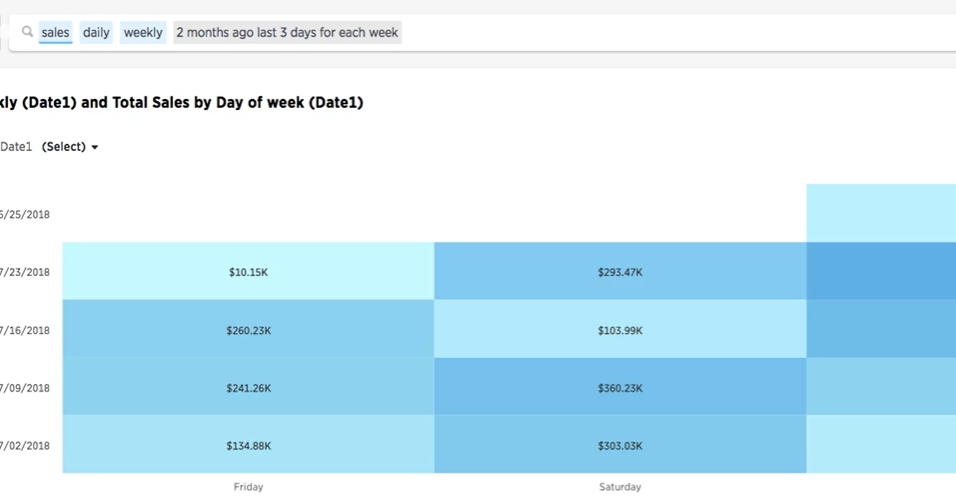 sales daily weekly 2 months ago last 3 days for each week
kly (Date1) and Total Sales by Day of week (Date1)
Date1 (Select)
6/25/2018
7/23/2018 $10.15K $293.47K
7/16/2018 $260.23K $103.99K
7/09/2018 $241.26K $360.23K
7/02/2018 $134.88K $303.03K
Friday Saturday